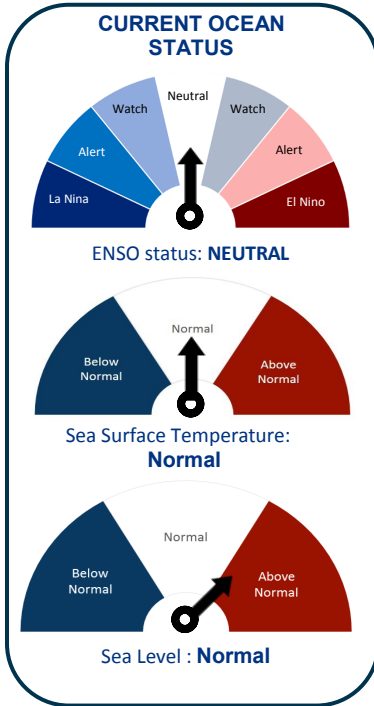 CURRENT OCEAN
STATUS
Neutral
Watch
Watch
Alert
Alert
La Nina
El Nino
ENSO status: NEUTRAL
Normal
Below
Normal
Above
Normal
Sea Surface Temperature:
Normal
Normal
Below
Normal
Above
Normal
Sea Level : Normal